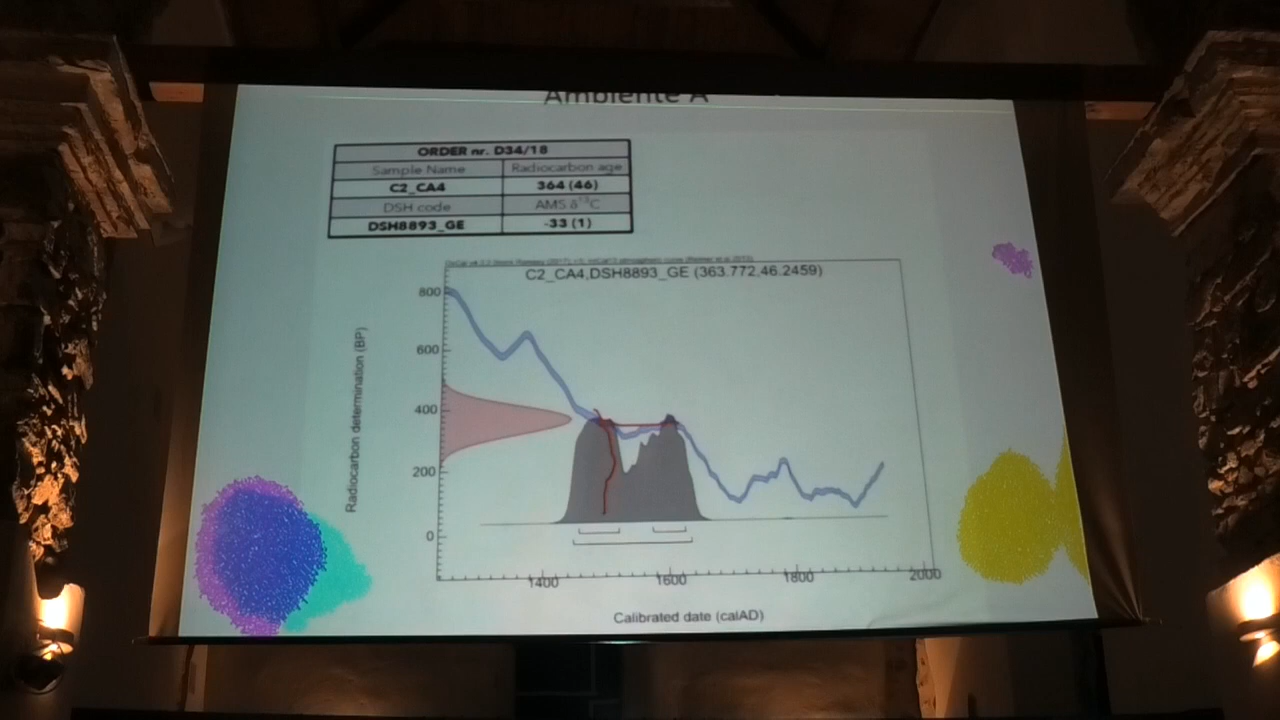 Ambiente A
ORDER nr. D34/18
Sample Name Radiocarbon age
C2_CA4 364 (46)
DSH code AMS δ¹³C
DSH8893_GE -33 (1)
C2_CA4,DSH8893_GE (363.772,46.2459)
800
600
400
200
0
Radiocarbon determination (BP)
1400 1600 1800 2000
Calibrated date (calAD)